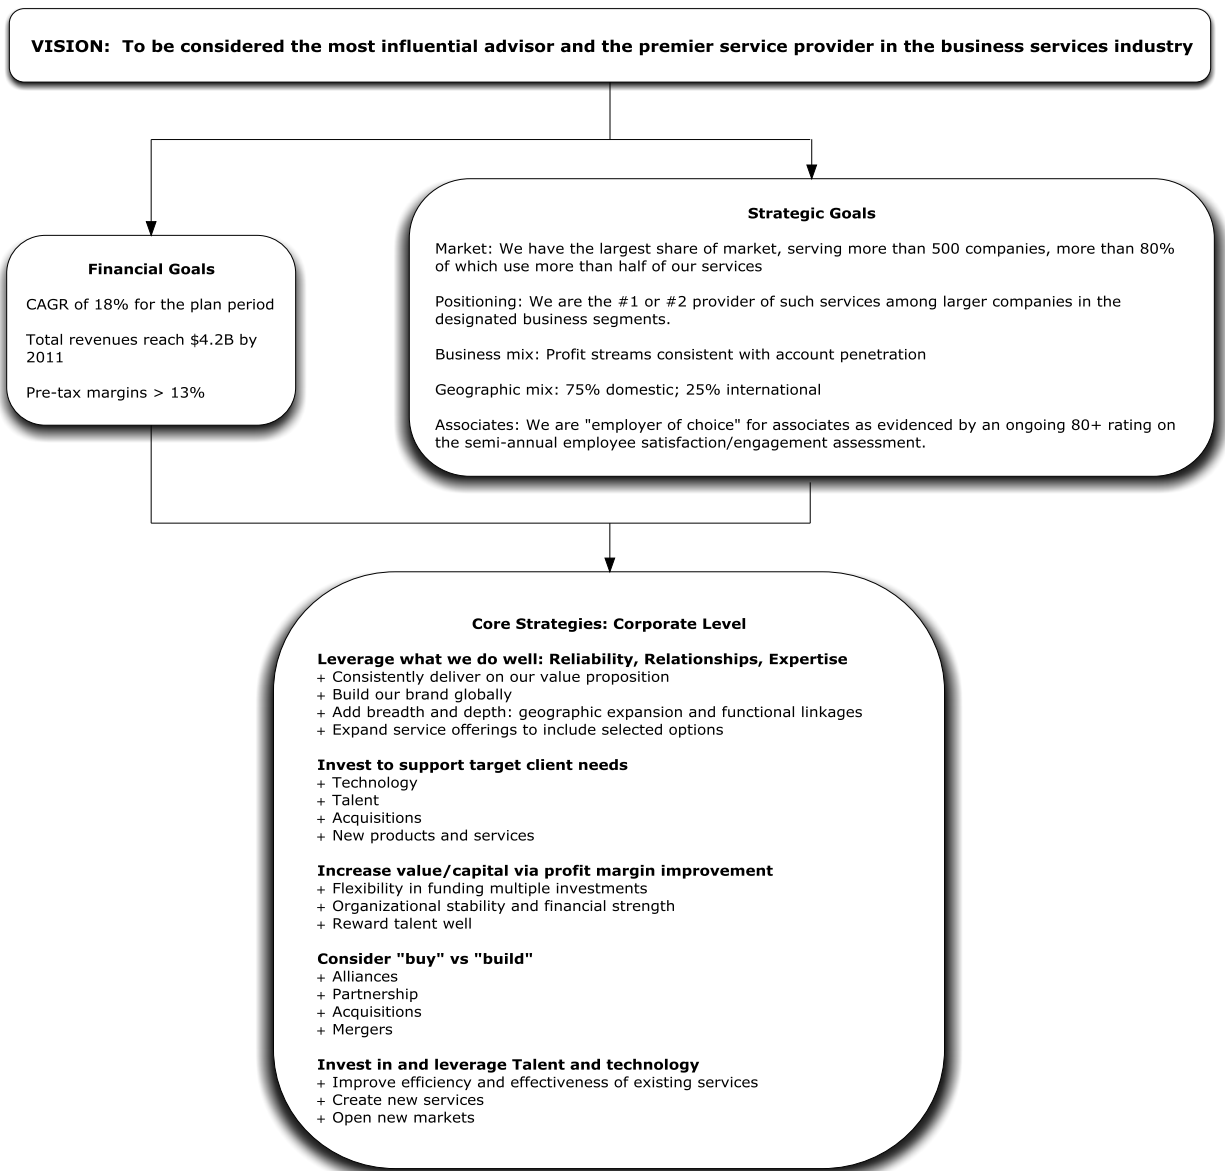 VISION:  To be considered the most influential advisor and the premier service provider in the business services industry
Financial Goals
CAGR of 18% for the plan period
Total revenues reach $4.2B by
2011
Pre-tax margins > 13%
Strategic Goals
Market: We have the largest share of market, serving more than 500 companies, more than 80%
of which use more than half of our services
Positioning: We are the #1 or #2 provider of such services among larger companies in the
designated business segments.
Business mix: Profit streams consistent with account penetration
Geographic mix: 75% domestic; 25% international
Associates: We are "employer of choice" for associates as evidenced by an ongoing 80+ rating on
the semi-annual employee satisfaction/engagement assessment.
Core Strategies: Corporate Level
Leverage what we do well: Reliability, Relationships, Expertise
+ Consistently deliver on our value proposition
+ Build our brand globally
+ Add breadth and depth: geographic expansion and functional linkages
+ Expand service offerings to include selected options
Invest to support target client needs
+ Technology
+ Talent
+ Acquisitions
+ New products and services
Increase value/capital via profit margin improvement
+ Flexibility in funding multiple investments
+ Organizational stability and financial strength
+ Reward talent well
Consider "buy" vs "build"
+ Alliances
+ Partnership
+ Acquisitions
+ Mergers
Invest in and leverage Talent and technology
+ Improve efficiency and effectiveness of existing services
+ Create new services
+ Open new markets